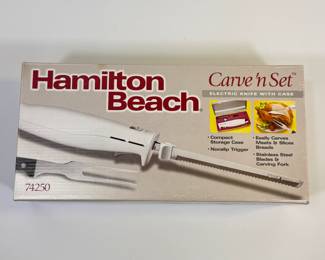 Hamilton
Beach®
Carve 'n Set™
ELECTRIC KNIFE WITH CASE
• Compact
Storage Case
• Nonslip Trigger
• Easily Carves
Meats & Slices
Breads
• Stainless Steel
Blades &
Carving Fork
74250